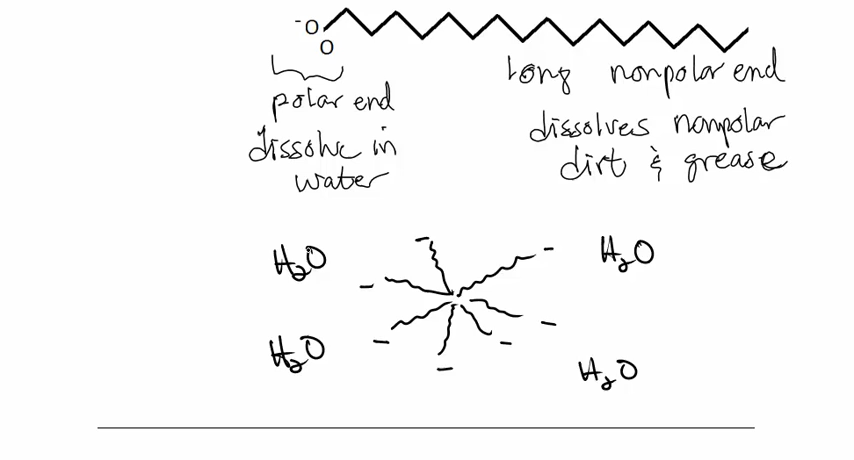 ⁻O
O
polar end
dissolve in
water
Long nonpolar end
dissolves nonpolar
dirt & grease
H₂O
−
−
H₂O
−
H₂O
−
−
−
−
H₂O